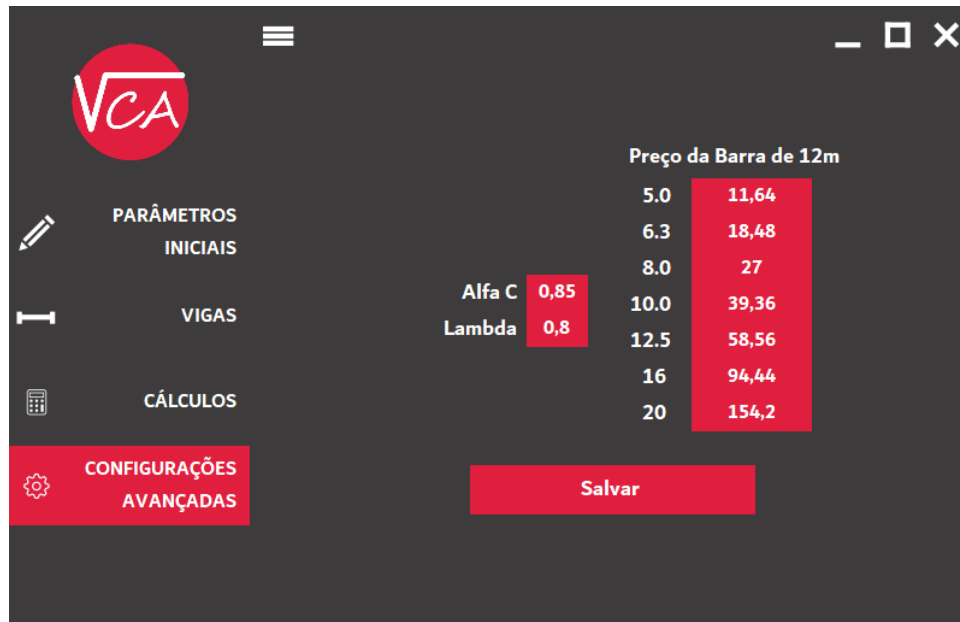 VCA
PARÂMETROS
INICIAIS
VIGAS
CÁLCULOS
CONFIGURAÇÕES
AVANÇADAS
Alfa C 0,85
Lambda 0,8
Preço da Barra de 12m
5.0 11,64
6.3 18,48
8.0 27
10.0 39,36
12.5 58,56
16 94,44
20 154,2
Salvar